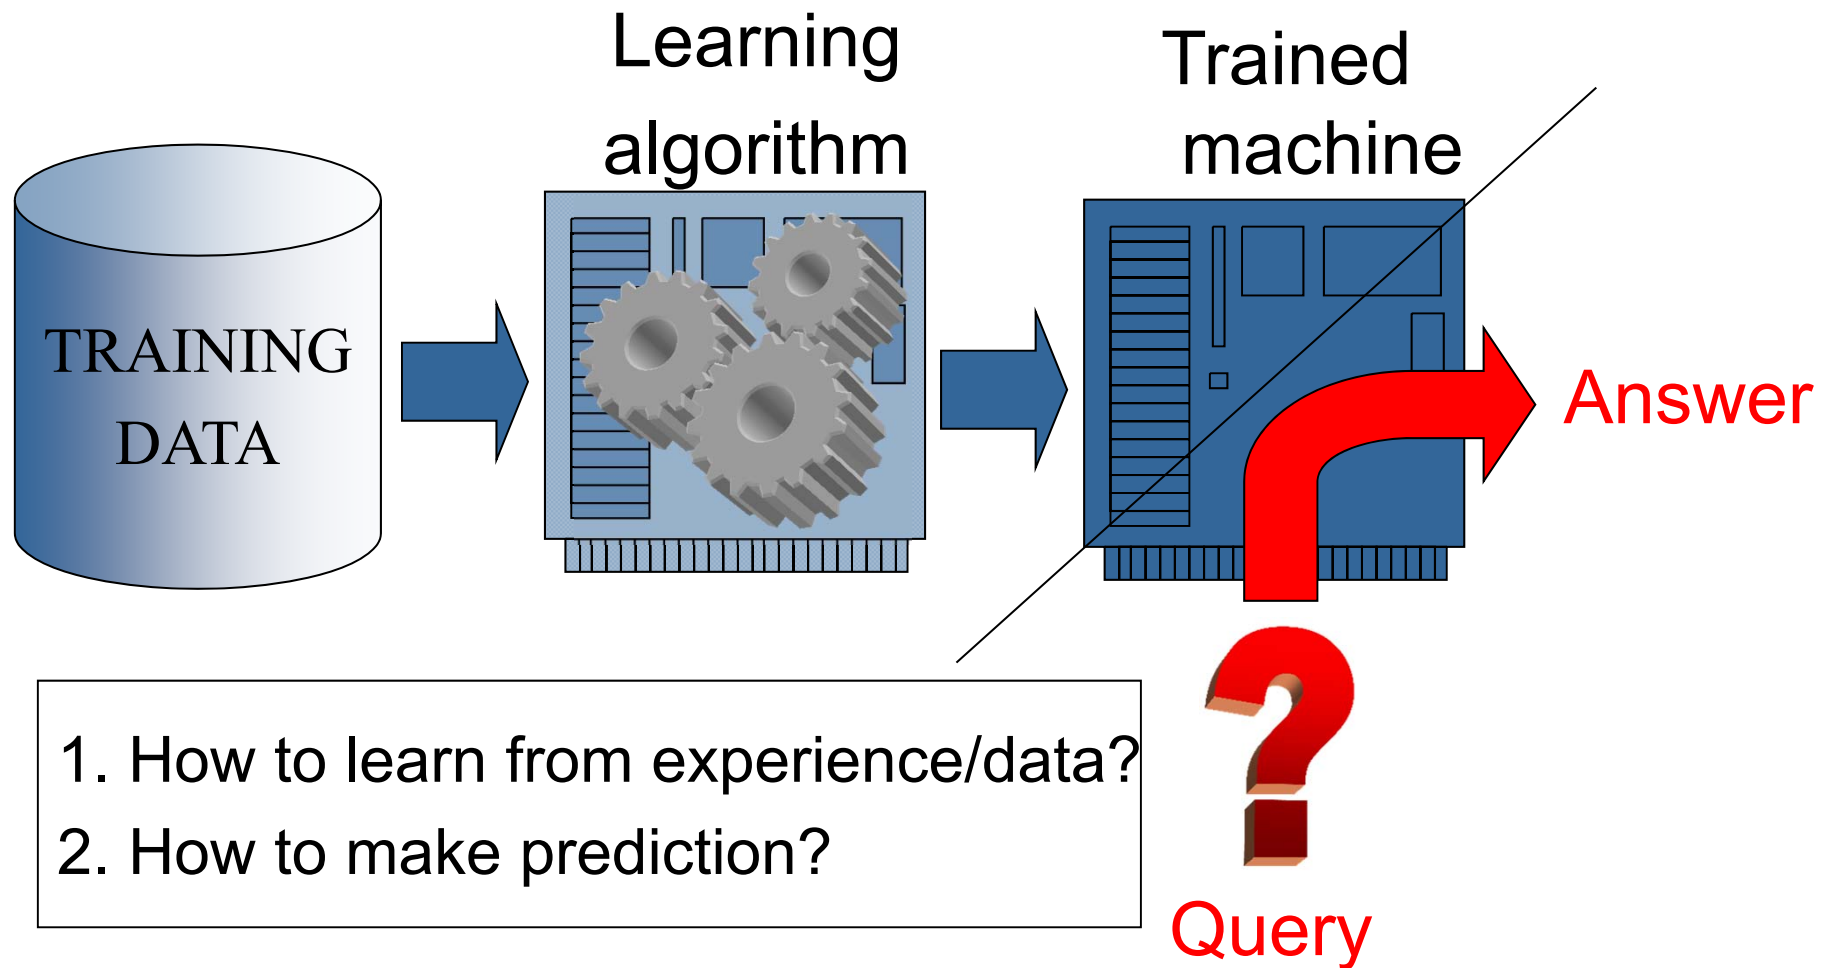 Learning
algorithm
Trained
machine
TRAINING
DATA
Answer
1. How to learn from experience/data?
2. How to make prediction?
Query